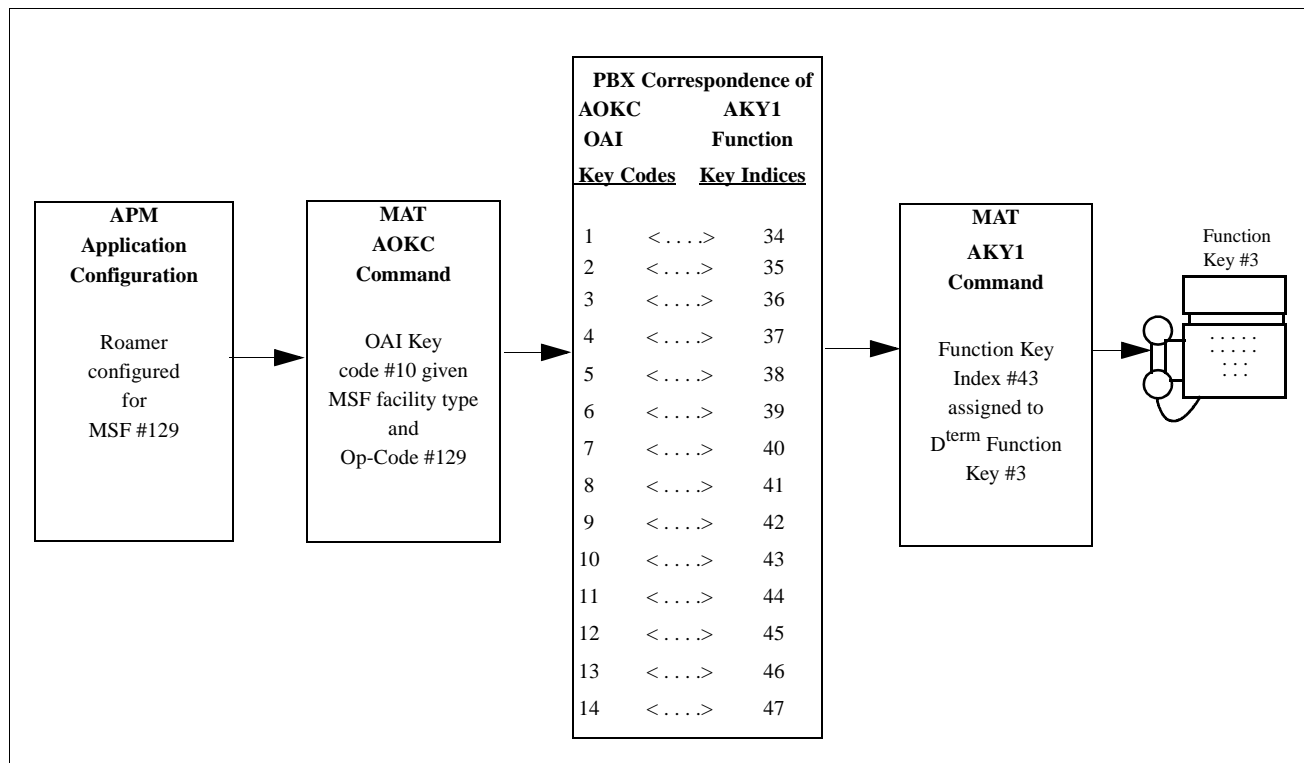 APM
Application
Configuration
Roamer
configured
for
MSF #129
MAT
AOKC
Command
OAI Key
code #10 given
MSF facility type
and
Op-Code #129
PBX Correspondence of
AOKC AKY1
OAI Function
Key Codes Key Indices
1 < . . . .> 34
2 < . . . .> 35
3 < . . . .> 36
4 < . . . .> 37
5 < . . . .> 38
6 < . . . .> 39
7 < . . . .> 40
8 < . . . .> 41
9 < . . . .> 42
10 < . . . .> 43
11 < . . . .> 44
12 < . . . .> 45
13 < . . . .> 46
14 < . . . .> 47
MAT
AKY1
Command
Function Key
Index #43
assigned to
Dterm Function
Key #3
Function
Key #3